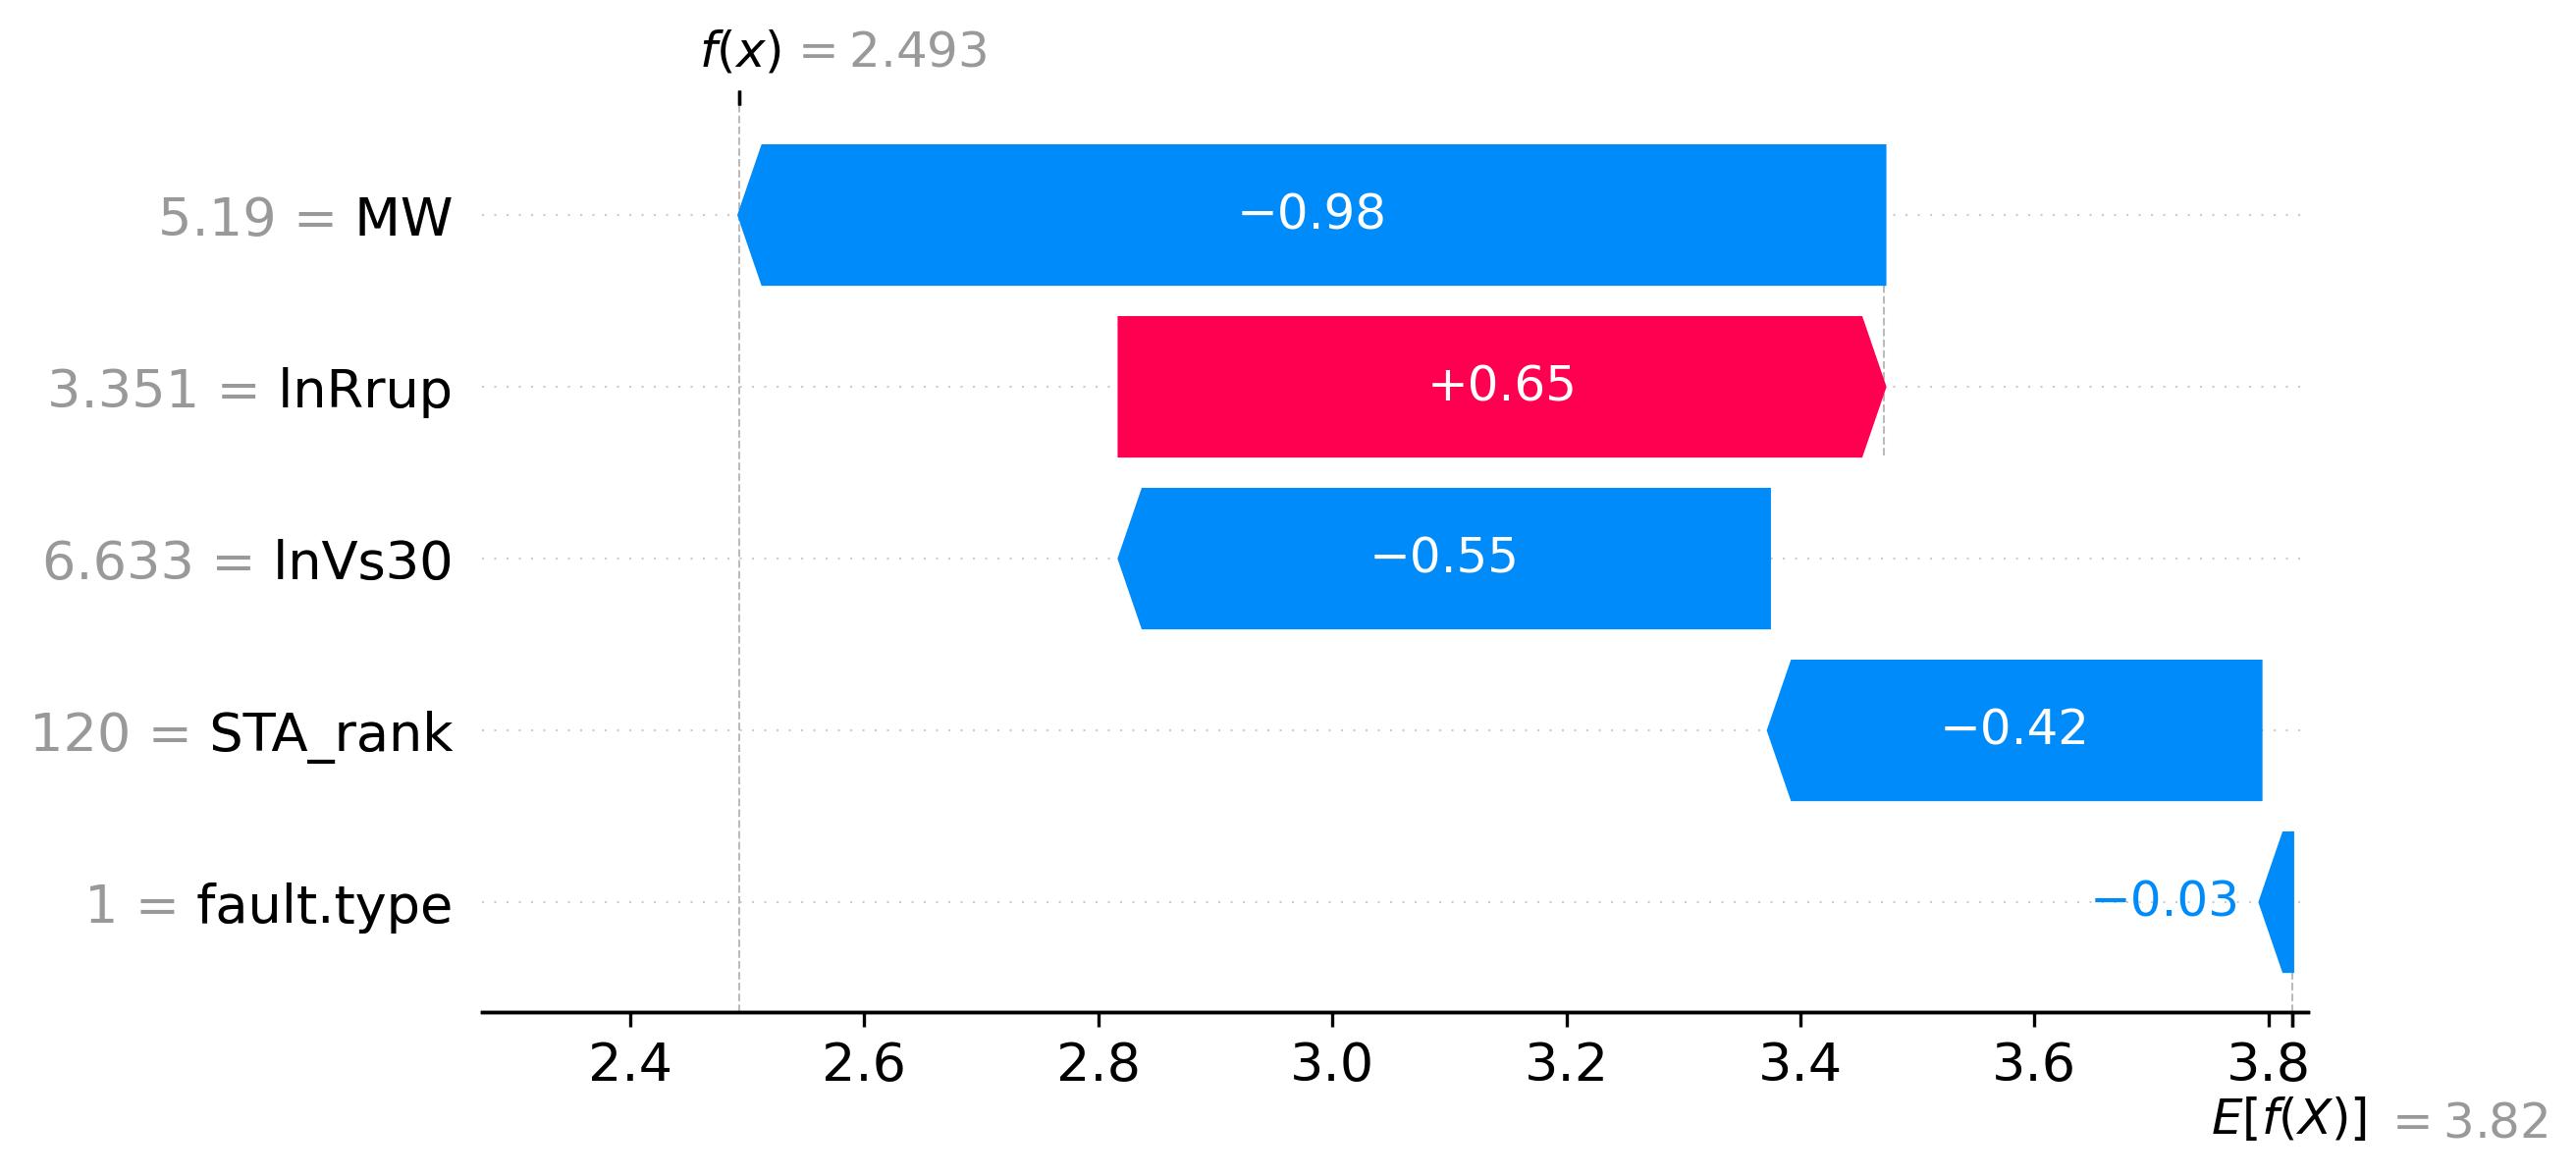 f(x) = 2.493
5.19 = MW
−0.98
3.351 = lnRrup
+0.65
6.633 = lnVs30
−0.55
120 = STA_rank
−0.42
1 = fault.type
−0.03
2.4 2.6 2.8 3.0 3.2 3.4 3.6 3.8
E[f(X)] = 3.82